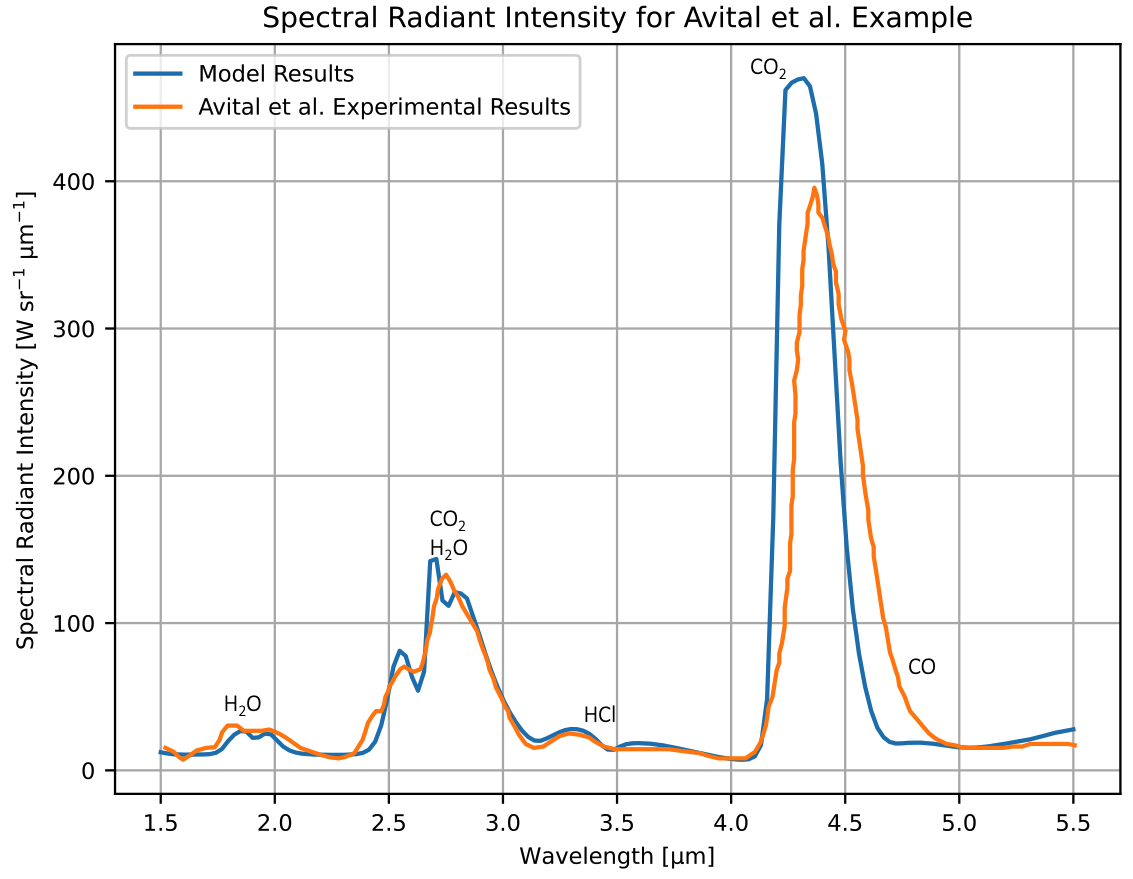 Spectral Radiant Intensity for Avital et al. Example
Model Results
Avital et al. Experimental Results
CO₂
400
300
200
100
0
CO₂
H₂O
H₂O
HCl
CO
1.5 2.0 2.5 3.0 3.5 4.0 4.5 5.0 5.5
Wavelength [µm]
Spectral Radiant Intensity [W sr⁻¹ µm⁻¹]